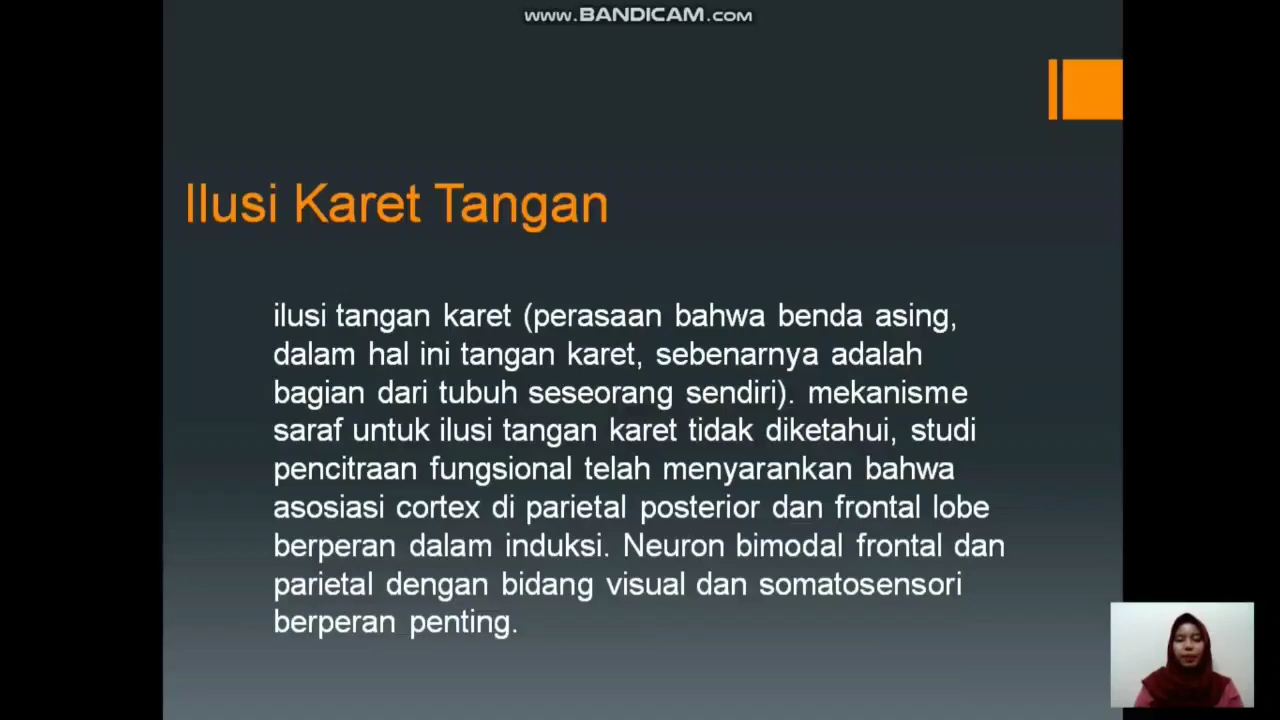 www.BANDICAM.com
Ilusi Karet Tangan
ilusi tangan karet (perasaan bahwa benda asing,
dalam hal ini tangan karet, sebenarnya adalah
bagian dari tubuh seseorang sendiri). mekanisme
saraf untuk ilusi tangan karet tidak diketahui, studi
pencitraan fungsional telah menyarankan bahwa
asosiasi cortex di parietal posterior dan frontal lobe
berperan dalam induksi. Neuron bimodal frontal dan
parietal dengan bidang visual dan somatosensori
berperan penting.